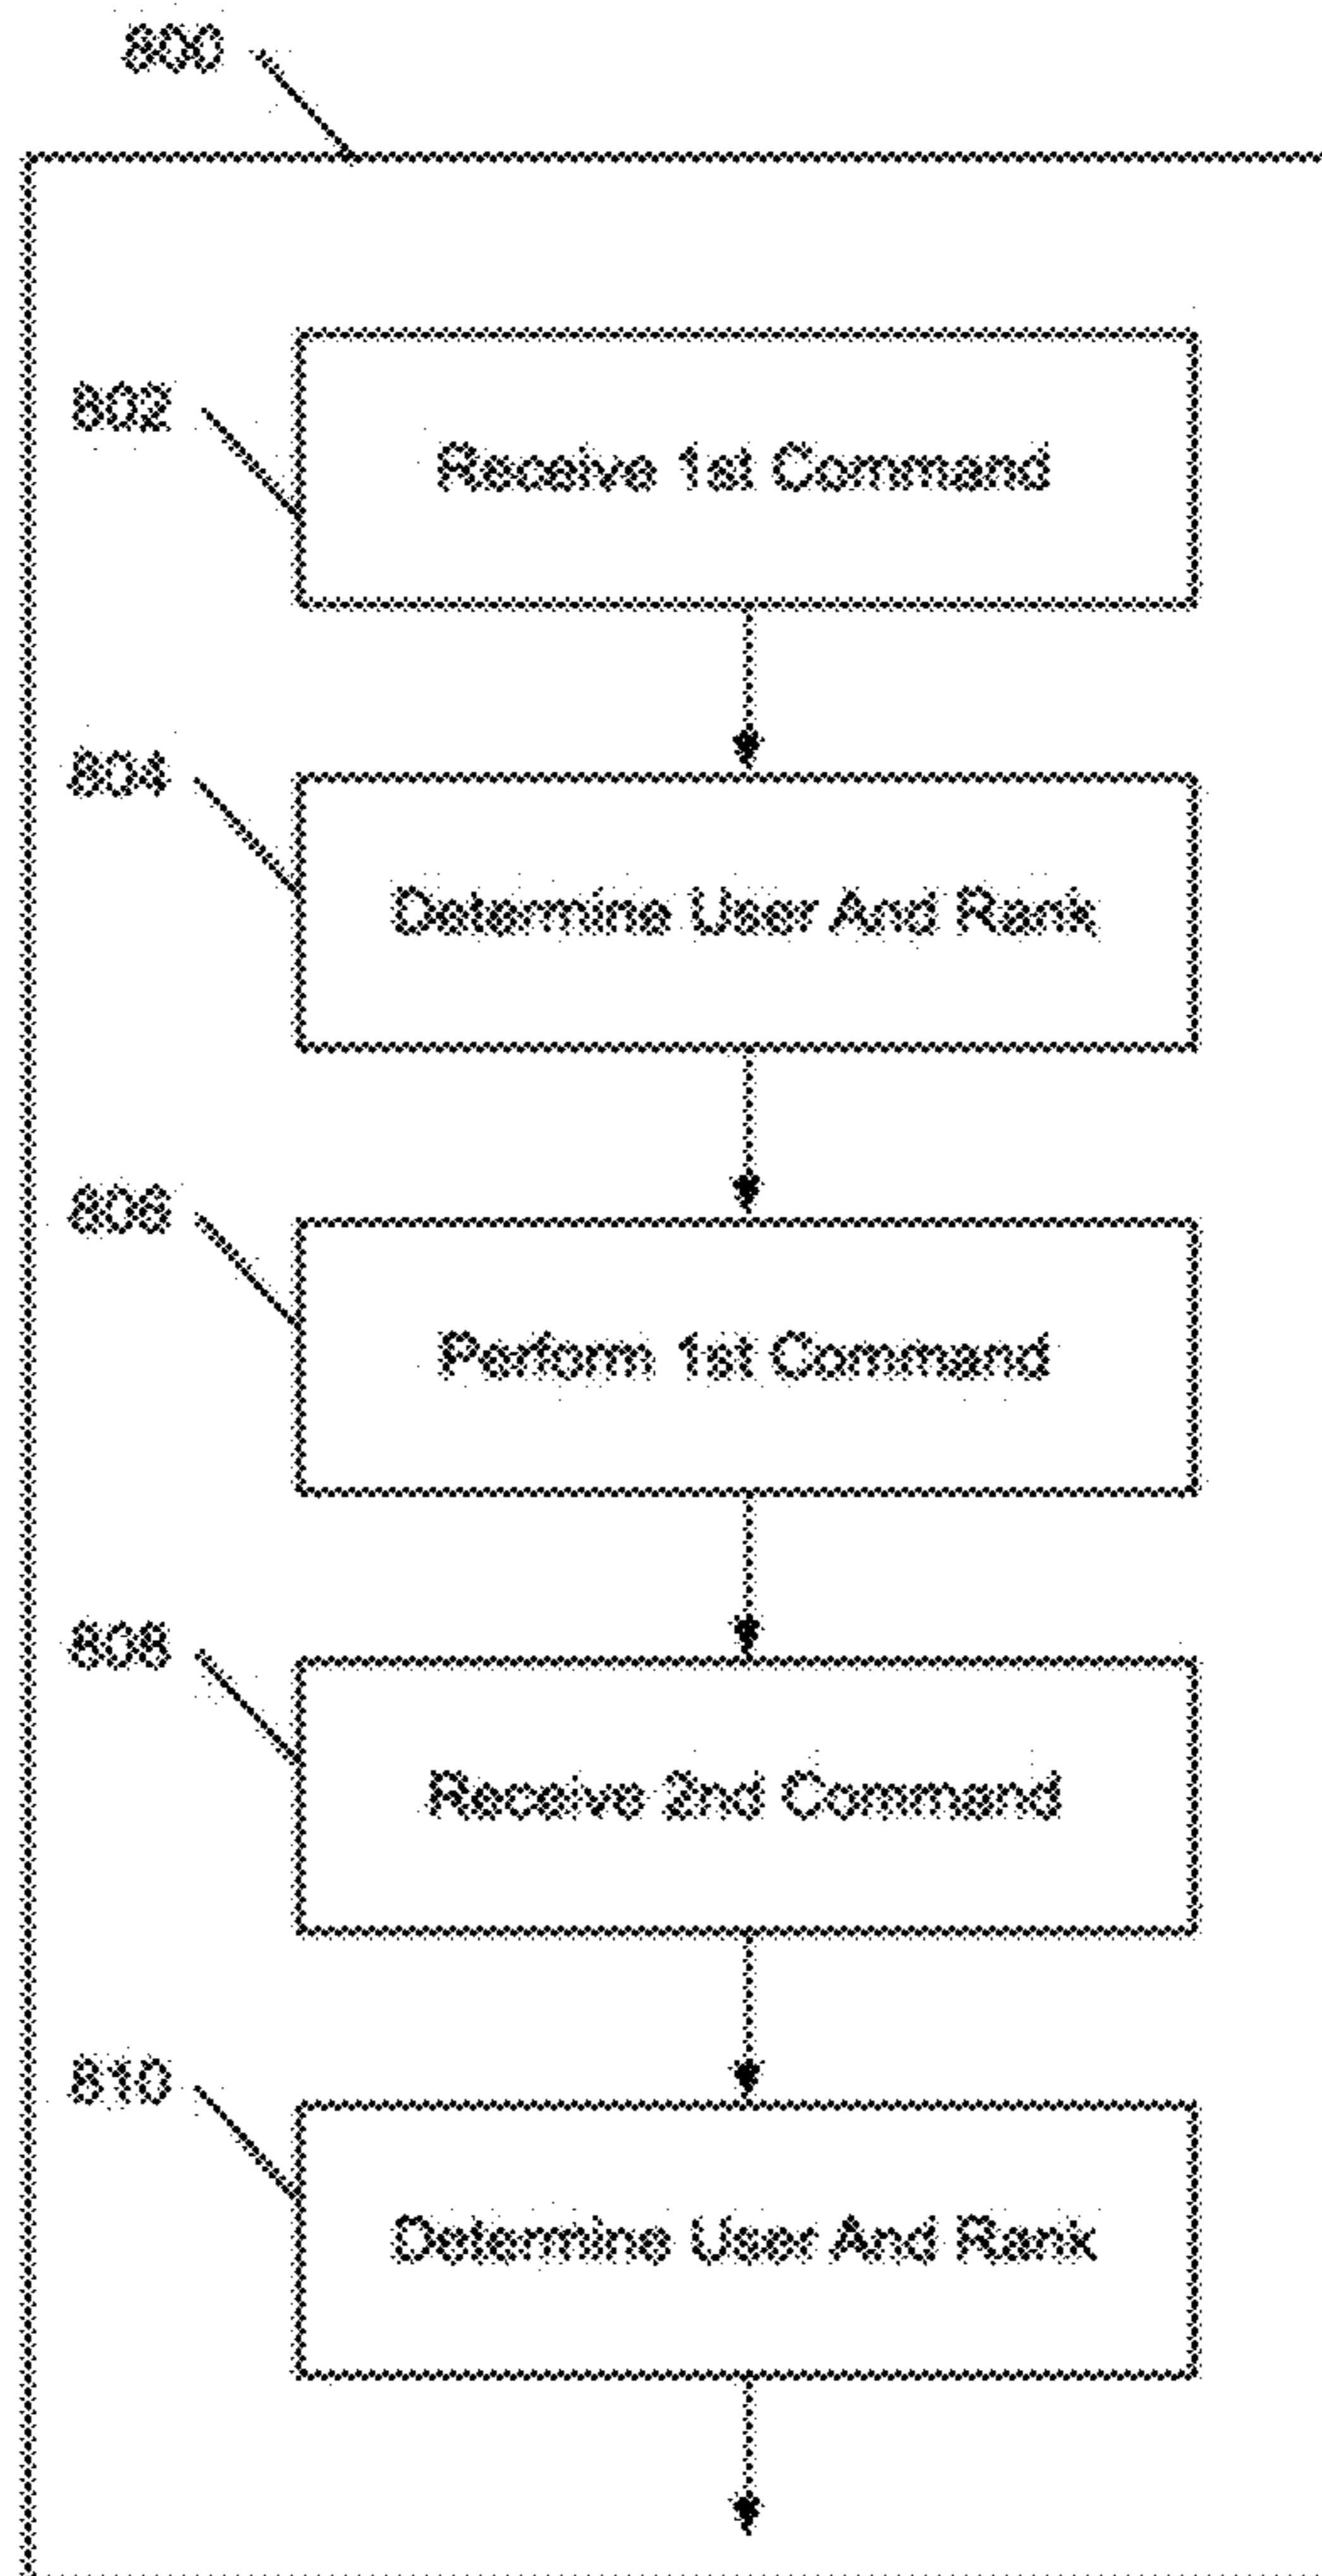 800
802
Receive 1st Command
804
Determine User And Rank
806
Perform 1st Command
808
Receive 2nd Command
810
Determine User And Rank